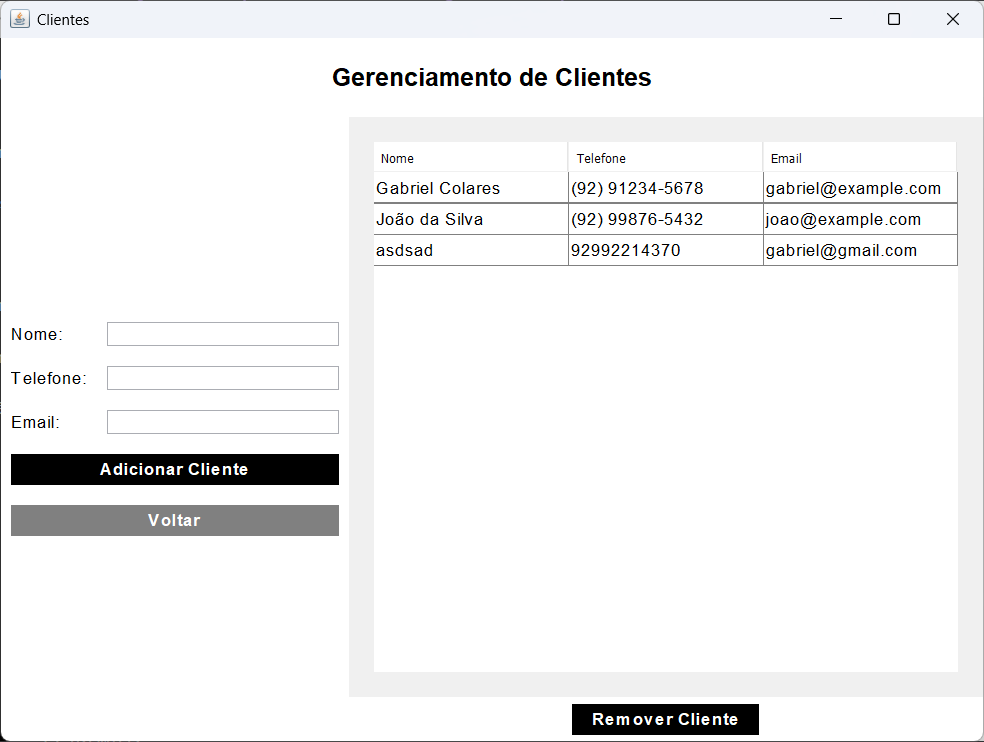 Clientes
Gerenciamento de Clientes
Nome Telefone Email
Gabriel Colares (92) 91234-5678 gabriel@example.com
João da Silva (92) 99876-5432 joao@example.com
asdsad 92992214370 gabriel@gmail.com
Nome:
Telefone:
Email:
Adicionar Cliente
Voltar
Remover Cliente